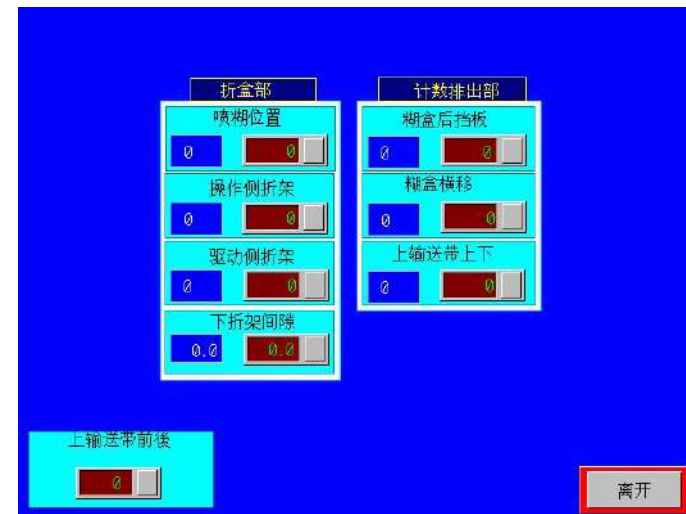 折盒部
喷糊位置
0 0
操作侧折架
0 0
驱动侧折架
0 0
下折架间隙
0.0 0.0
计数排出部
糊盒后挡板
0 0
糊盒横移
0 0
上输送带上下
0 0
上输送带前後
0
离开